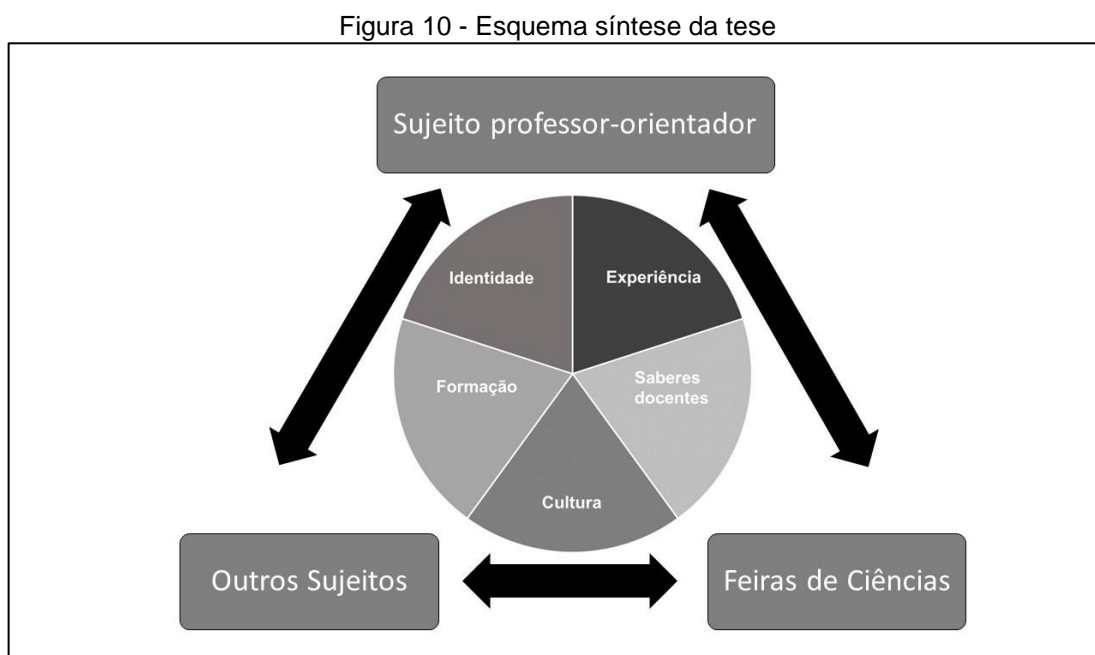 Figura 10 - Esquema síntese da tese
Sujeito professor-orientador
Identidade
Experiência
Formação
Saberes
docentes
Cultura
Outros Sujeitos
Feiras de Ciências